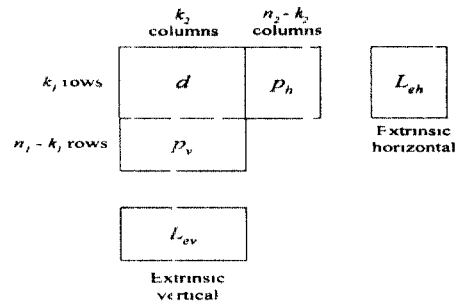 k₂ columns
n₂ - k₂ columns
k₁ rows
d
p_h
L_eh
Extrinsic horizontal
n₁ - k₁ rows
p_v
L_ev
Extrinsic vertical